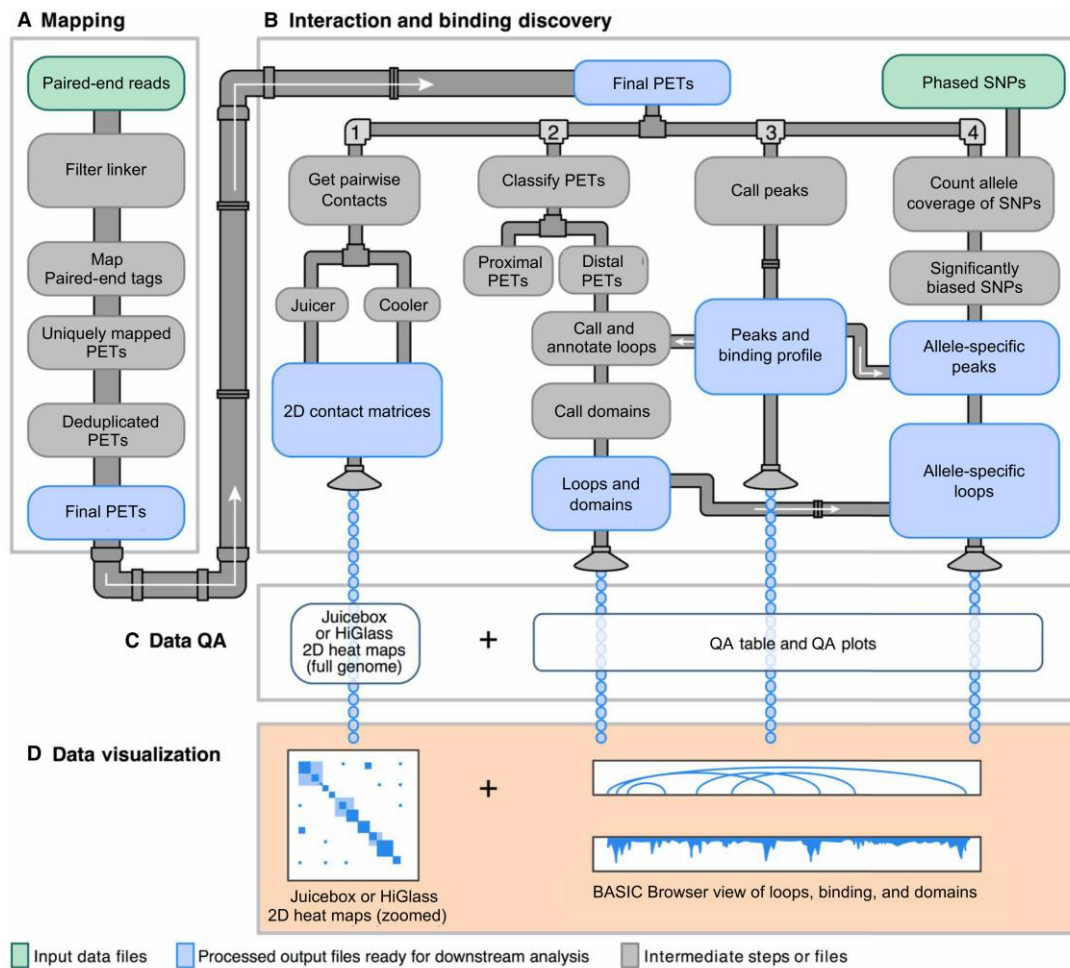 A Mapping
B Interaction and binding discovery
Paired-end reads
Filter linker
Map
Paired-end tags
Uniquely mapped
PETs
Deduplicated
PETs
Final PETs
Final PETs
Phased SNPs
1
2
3
4
Get pairwise
Contacts
Classify PETs
Call peaks
Count allele
coverage of SNPs
Proximal
PETs
Distal
PETs
Significantly
biased SNPs
Juicer
Cooler
Call and
annotate loops
Peaks and
binding profile
Allele-specific
peaks
2D contact matrices
Call domains
Loops and
domains
Allele-specific
loops
C Data QA
Juicebox
or HiGlass
2D heat maps
(full genome)
+
QA table and QA plots
D Data visualization
+
Juicebox or HiGlass
2D heat maps (zoomed)
BASIC Browser view of loops, binding, and domains
Input data files
Processed output files ready for downstream analysis
Intermediate steps or files